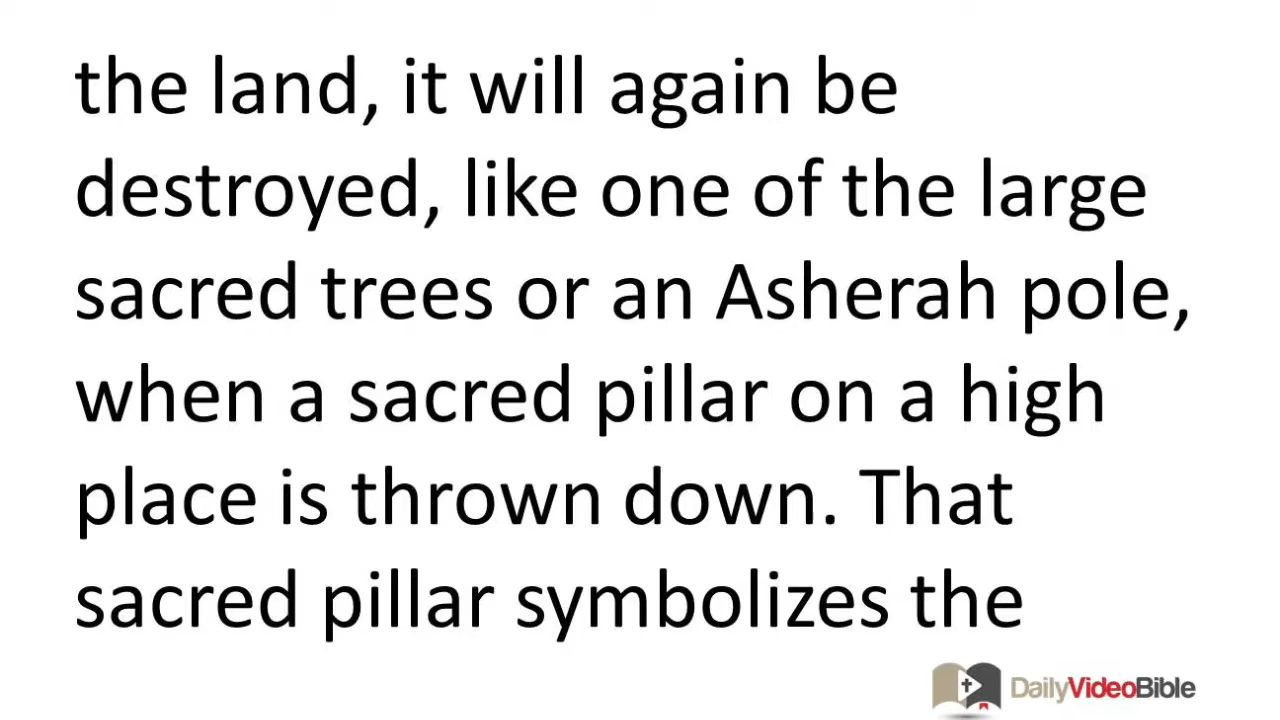 the land, it will again be
destroyed, like one of the large
sacred trees or an Asherah pole,
when a sacred pillar on a high
place is thrown down. That
sacred pillar symbolizes the
DailyVideoBible